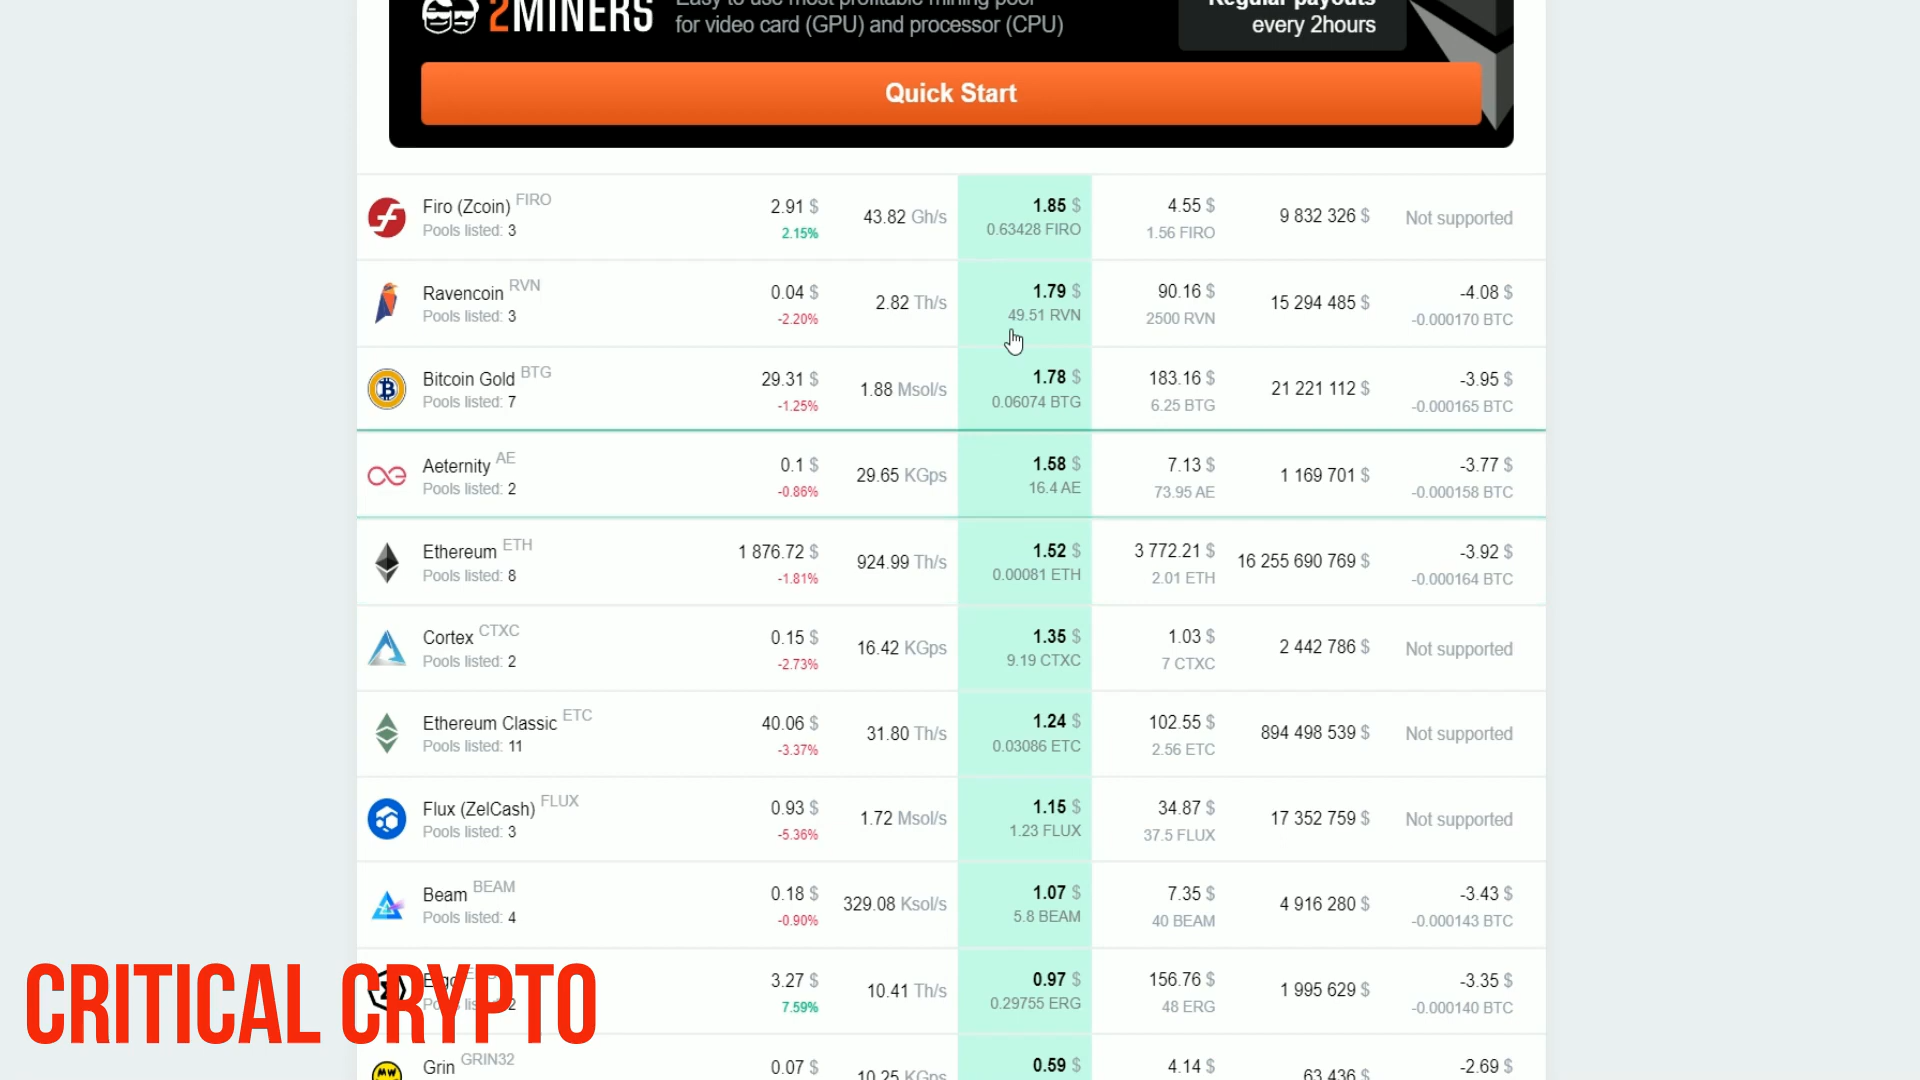 2MINERS
Easy to use most profitable mining pool
for video card (GPU) and processor (CPU)
Regular payouts
every 2hours
Quick Start
Firo (Zcoin) FIRO
Pools listed: 3
2.91 $
2.15%
43.82 Gh/s
1.85 $
0.63428 FIRO
4.55 $
1.56 FIRO
9 832 326 $
Not supported
Ravencoin RVN
Pools listed: 3
0.04 $
-2.20%
2.82 Th/s
1.79 $
49.51 RVN
90.16 $
2500 RVN
15 294 485 $
-4.08 $
-0.000170 BTC
Bitcoin Gold BTG
Pools listed: 7
29.31 $
-1.25%
1.88 Msol/s
1.78 $
0.06074 BTG
183.16 $
6.25 BTG
21 221 112 $
-3.95 $
-0.000165 BTC
Aeternity AE
Pools listed: 2
0.1 $
-0.86%
29.65 KGps
1.58 $
16.4 AE
7.13 $
73.95 AE
1 169 701 $
-3.77 $
-0.000158 BTC
Ethereum ETH
Pools listed: 8
1 876.72 $
-1.81%
924.99 Th/s
1.52 $
0.00081 ETH
3 772.21 $
2.01 ETH
16 255 690 769 $
-3.92 $
-0.000164 BTC
Cortex CTXC
Pools listed: 2
0.15 $
-2.73%
16.42 KGps
1.35 $
9.19 CTXC
1.03 $
7 CTXC
2 442 786 $
Not supported
Ethereum Classic ETC
Pools listed: 11
40.06 $
-3.37%
31.80 Th/s
1.24 $
0.03086 ETC
102.55 $
2.56 ETC
894 498 539 $
Not supported
Flux (ZelCash) FLUX
Pools listed: 3
0.93 $
-5.36%
1.72 Msol/s
1.15 $
1.23 FLUX
34.87 $
37.5 FLUX
17 352 759 $
Not supported
Beam BEAM
Pools listed: 4
0.18 $
-0.90%
329.08 Ksol/s
1.07 $
5.8 BEAM
7.35 $
40 BEAM
4 916 280 $
-3.43 $
-0.000143 BTC
3.27 $
7.59%
10.41 Th/s
0.97 $
0.29755 ERG
156.76 $
48 ERG
1 995 629 $
-3.35 $
-0.000140 BTC
CRITICAL CRYPTO
Grin GRIN32
0.07 $
10.25 KGps
0.59 $
4.14 $
63 436 $
-2.69 $